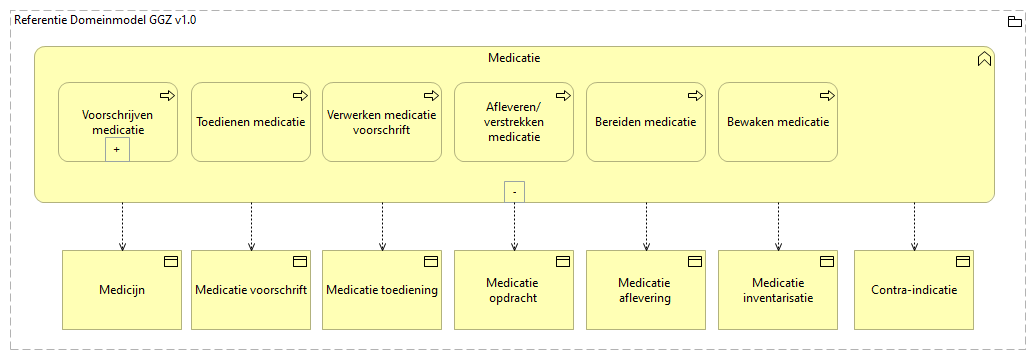 Referentie Domeinmodel GGZ v1.0
Medicatie
Voorschrijven
medicatie
+
Toedienen medicatie
Verwerken medicatie
voorschrift
Afleveren/
verstrekken
medicatie
Bereiden medicatie
Bewaken medicatie
-
Medicijn
Medicatie voorschrift
Medicatie toediening
Medicatie
opdracht
Medicatie
aflevering
Medicatie
inventarisatie
Contra-indicatie